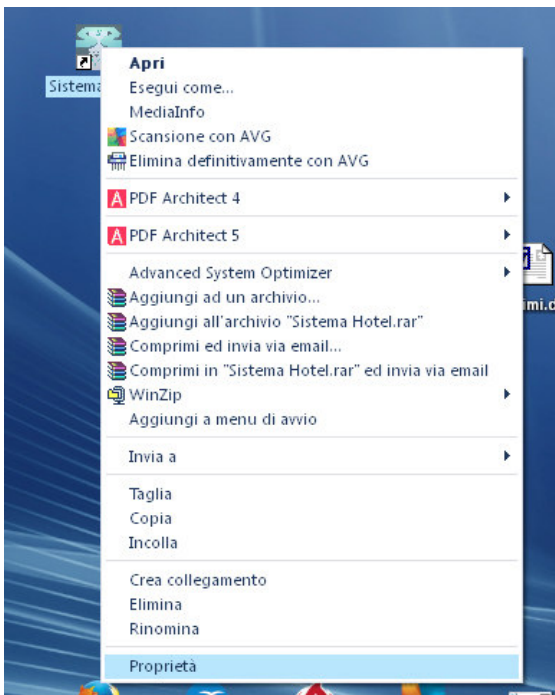 Sistema
Apri
Esegui come...
MediaInfo
Scansione con AVG
Elimina definitivamente con AVG
PDF Architect 4
PDF Architect 5
Advanced System Optimizer
Aggiungi ad un archivio...
Aggiungi all'archivio "Sistema Hotel.rar"
Comprimi ed invia via email...
Comprimi in "Sistema Hotel.rar" ed invia via email
WinZip
Aggiungi a menu di avvio
Invia a
Taglia
Copia
Incolla
Crea collegamento
Elimina
Rinomina
Proprietà